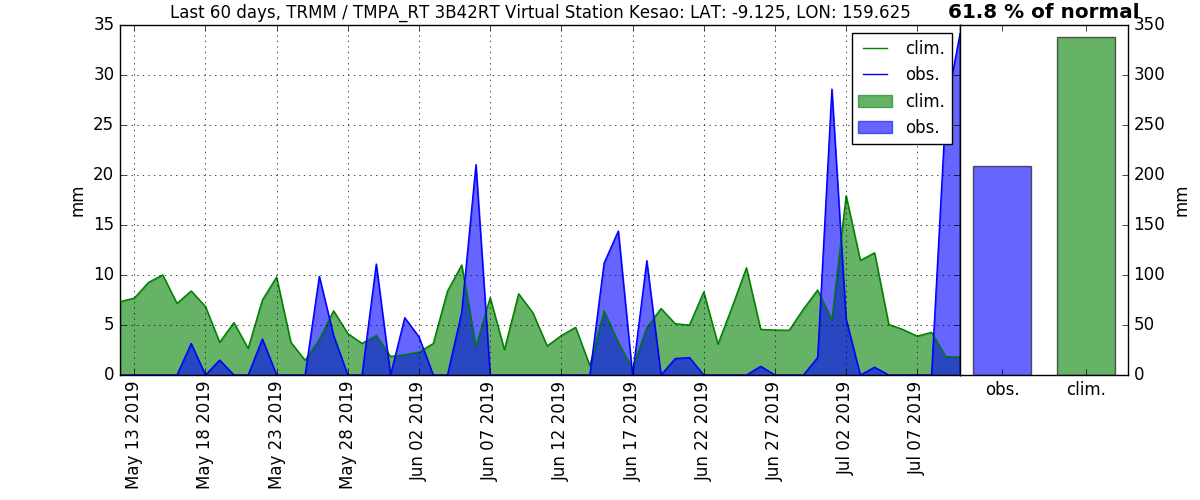 Last 60 days, TRMM / TMPA_RT 3B42RT Virtual Station Kesao: LAT: -9.125, LON: 159.625
61.8 % of normal
35
30
25
20
15
10
5
0
mm
clim.
obs.
clim.
obs.
350
300
250
200
150
100
50
0
mm
obs.
clim.
May 13 2019
May 18 2019
May 23 2019
May 28 2019
Jun 02 2019
Jun 07 2019
Jun 12 2019
Jun 17 2019
Jun 22 2019
Jun 27 2019
Jul 02 2019
Jul 07 2019